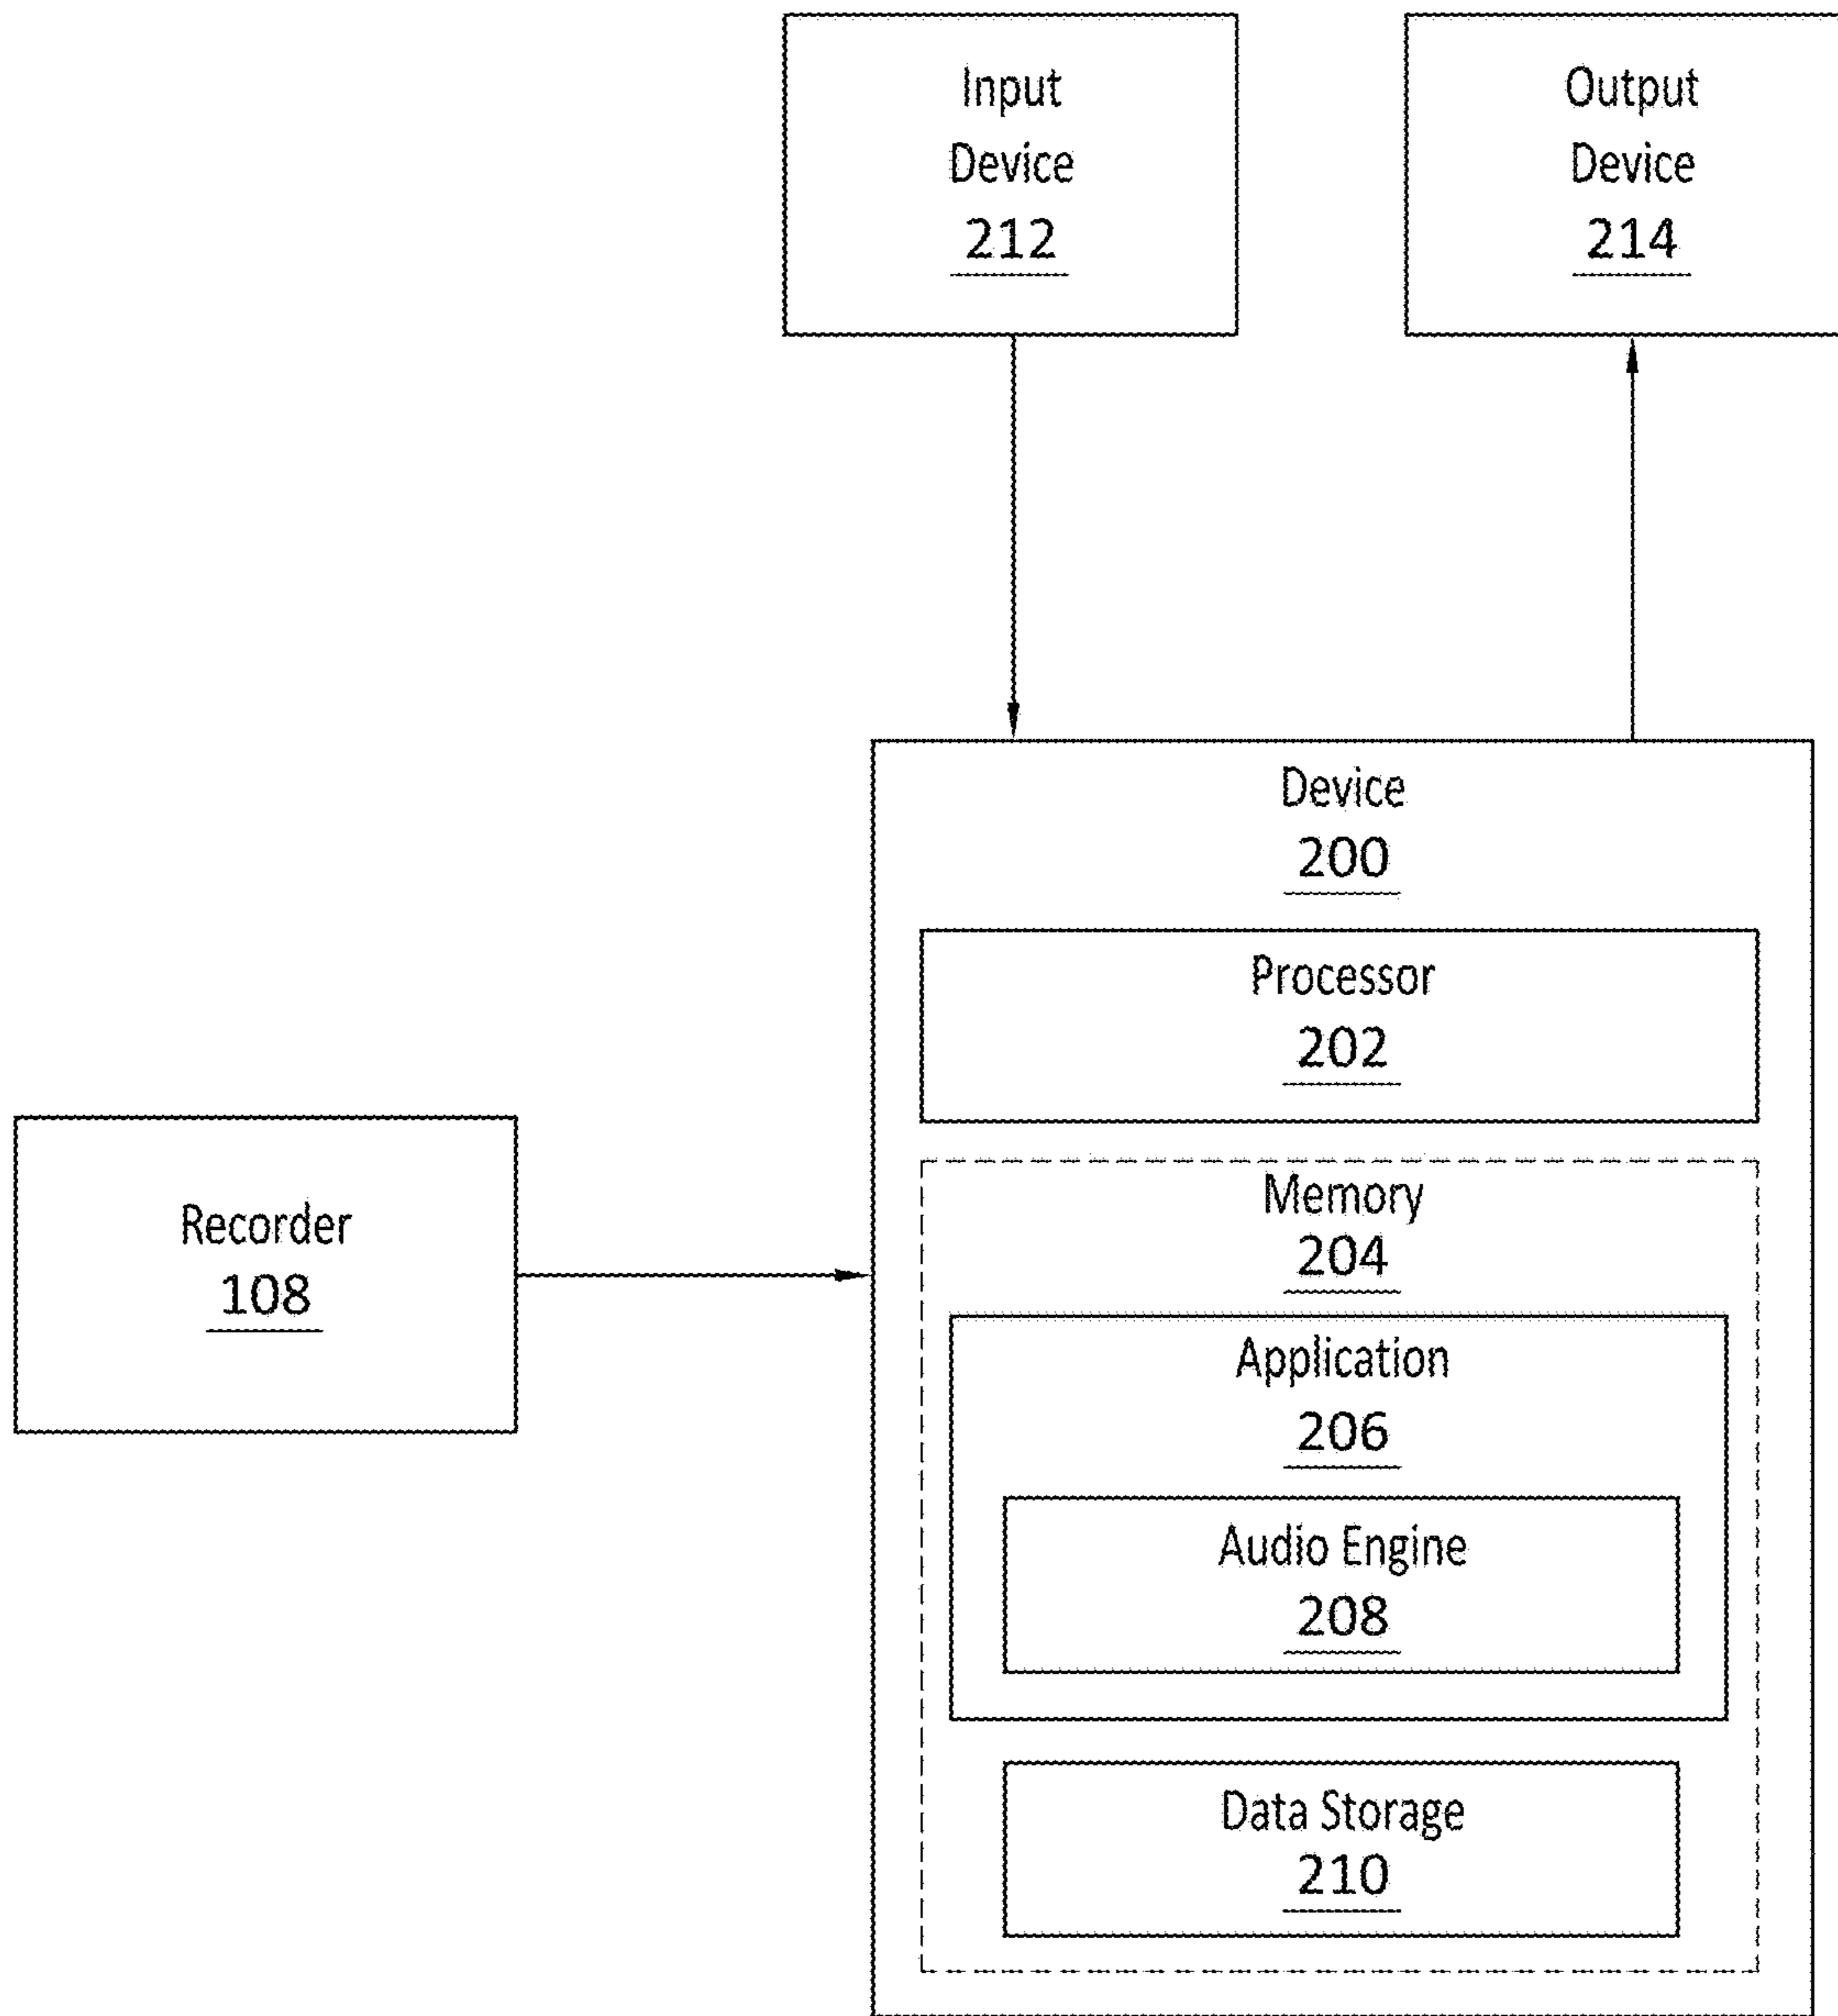 Input
Device
212
Output
Device
214
Device
200
Processor
202
Recorder
108
Memory
204
Application
206
Audio Engine
208
Data Storage
210